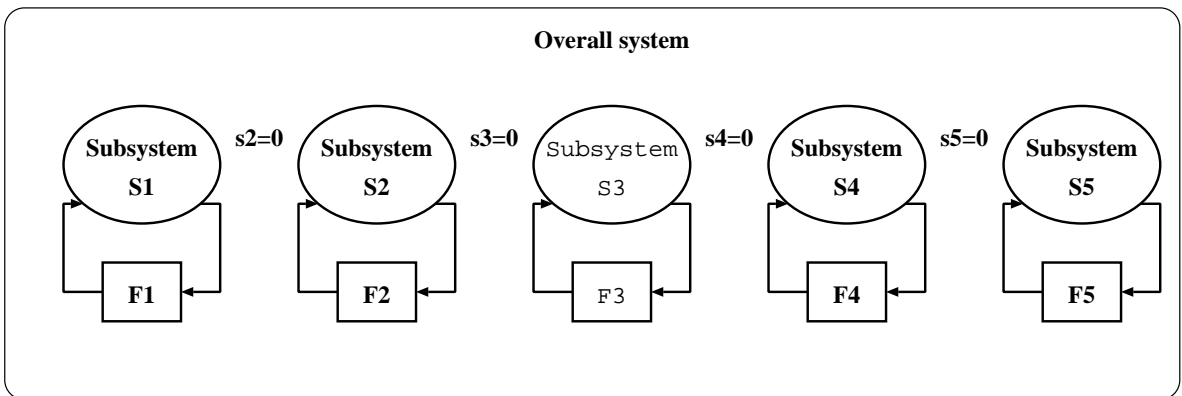 Overall system
s2=0 s3=0 s4=0 s5=0
Subsystem Subsystem Subsystem Subsystem Subsystem
S1 S2 S3 S4 S5
F1 F2 F3 F4 F5